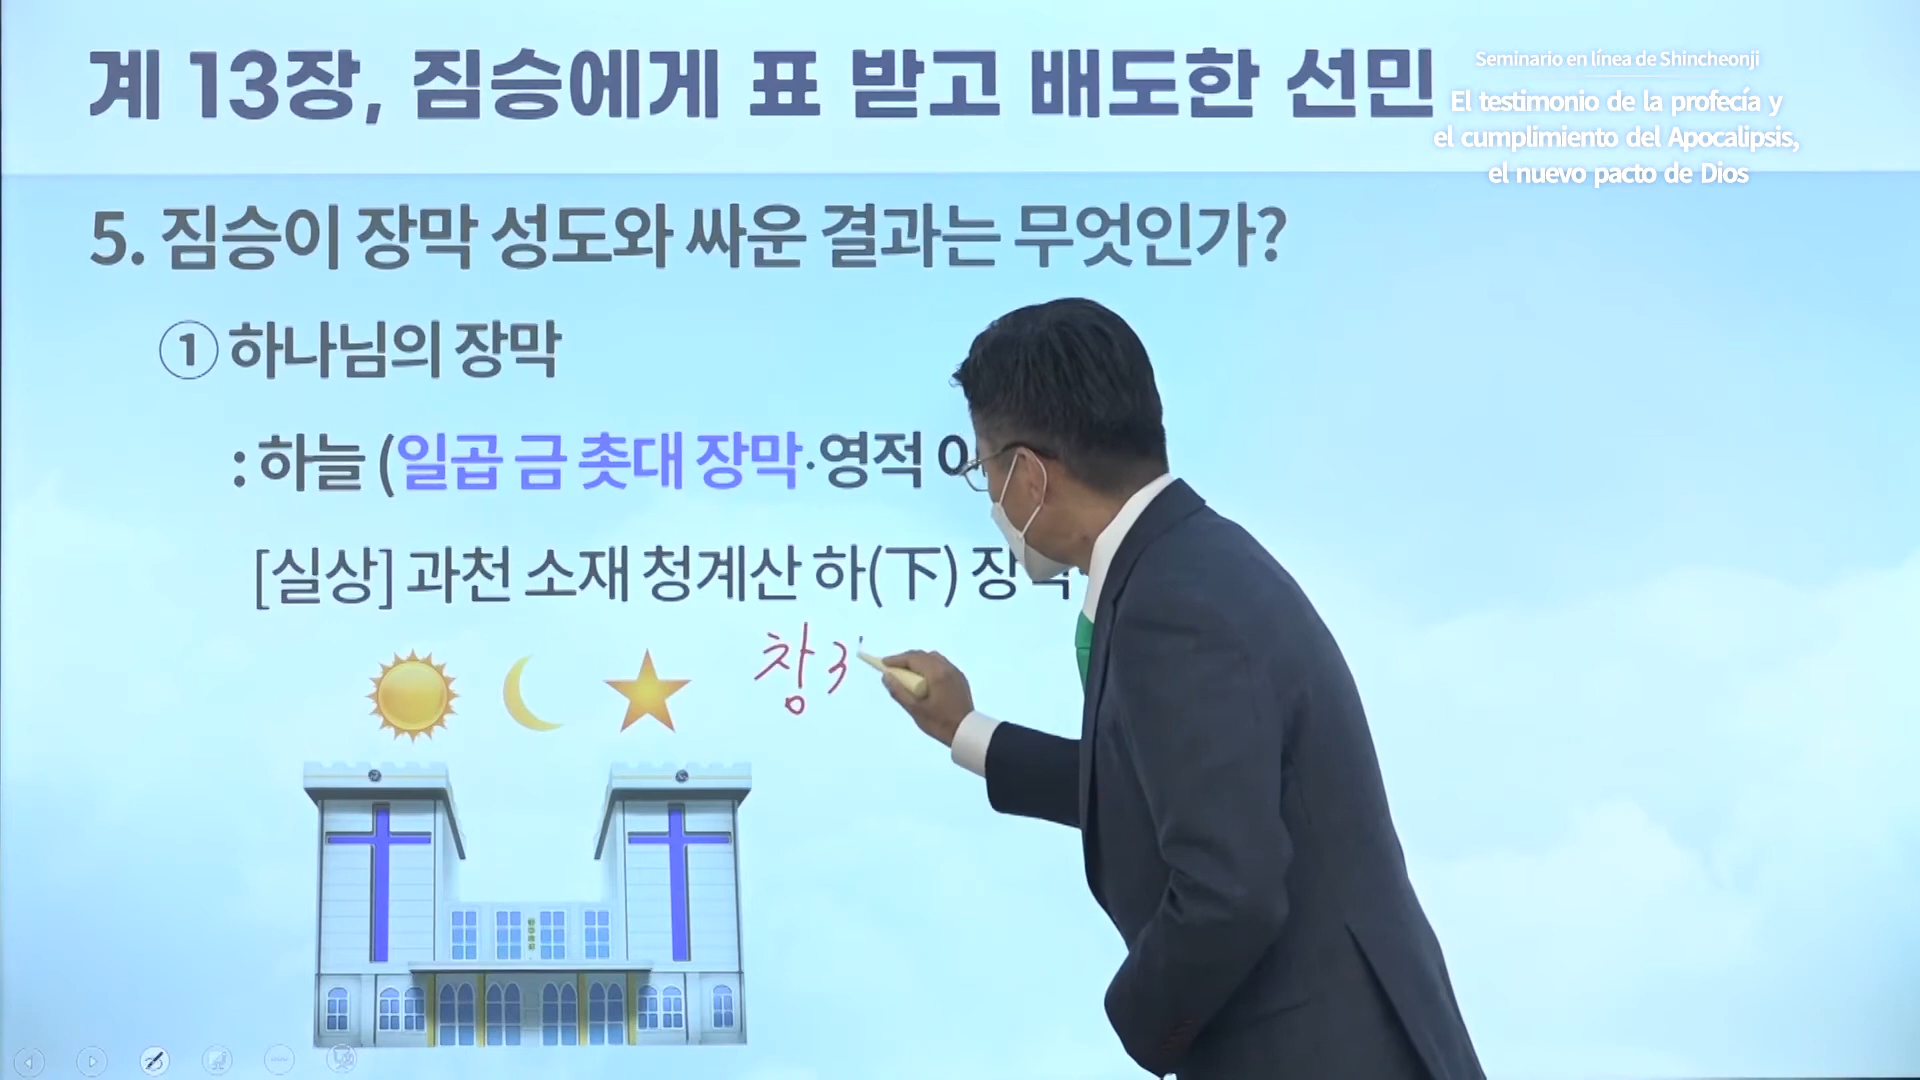 계 13장, 짐승에게 표 받고 배도한 선민
Seminario en línea de Shincheonji
El testimonio de la profecía y
el cumplimiento del Apocalipsis,
el nuevo pacto de Dios
5. 짐승이 장막 성도와 싸운 결과는 무엇인가?
① 하나님의 장막
: 하늘 (일곱 금 촛대 장막·영적
[실상] 과천 소재 청계산 하(下) 장막
창 3